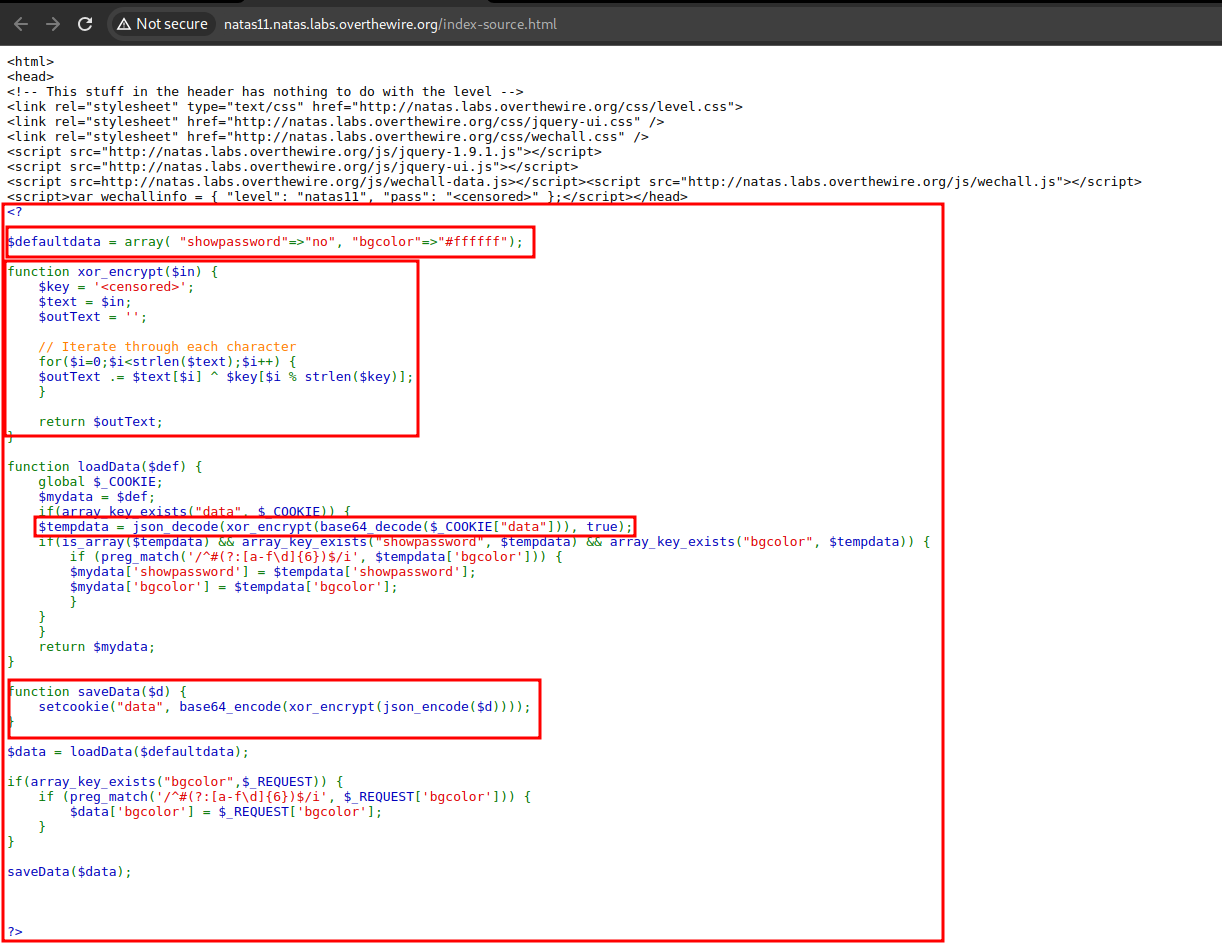 Not secure natas11.natas.labs.overthewire.org/index-source.html
<html>
<head>
<!-- This stuff in the header has nothing to do with the level -->
<link rel="stylesheet" type="text/css" href="http://natas.labs.overthewire.org/css/level.css">
<link rel="stylesheet" href="http://natas.labs.overthewire.org/css/jquery-ui.css" />
<link rel="stylesheet" href="http://natas.labs.overthewire.org/css/wechall.css" />
<script src="http://natas.labs.overthewire.org/js/jquery-1.9.1.js"></script>
<script src="http://natas.labs.overthewire.org/js/jquery-ui.js"></script>
<script src=http://natas.labs.overthewire.org/js/wechall-data.js></script><script src="http://natas.labs.overthewire.org/js/wechall.js"></script>
<script>var wechallinfo = { "level": "natas11", "pass": "<censored>" };</script></head>
<?
$defaultdata = array( "showpassword"=>"no", "bgcolor"=>"#ffffff");
function xor_encrypt($in) {
    $key = '<censored>';
    $text = $in;
    $outText = '';
    // Iterate through each character
    for($i=0;$i<strlen($text);$i++) {
    $outText .= $text[$i] ^ $key[$i % strlen($key)];
    }
    return $outText;
}
function loadData($def) {
    global $_COOKIE;
    $mydata = $def;
    if(array_key_exists("data", $_COOKIE)) {
    $tempdata = json_decode(xor_encrypt(base64_decode($_COOKIE["data"])), true);
    if(is_array($tempdata) && array_key_exists("showpassword", $tempdata) && array_key_exists("bgcolor", $tempdata)) {
        if (preg_match('/^#(?:[a-f\d]{6})$/i', $tempdata['bgcolor'])) {
        $mydata['showpassword'] = $tempdata['showpassword'];
        $mydata['bgcolor'] = $tempdata['bgcolor'];
        }
    }
    }
    return $mydata;
}
function saveData($d) {
    setcookie("data", base64_encode(xor_encrypt(json_encode($d))));
}
$data = loadData($defaultdata);
if(array_key_exists("bgcolor",$_REQUEST)) {
    if (preg_match('/^#(?:[a-f\d]{6})$/i', $_REQUEST['bgcolor'])) {
        $data['bgcolor'] = $_REQUEST['bgcolor'];
    }
}
saveData($data);
?>